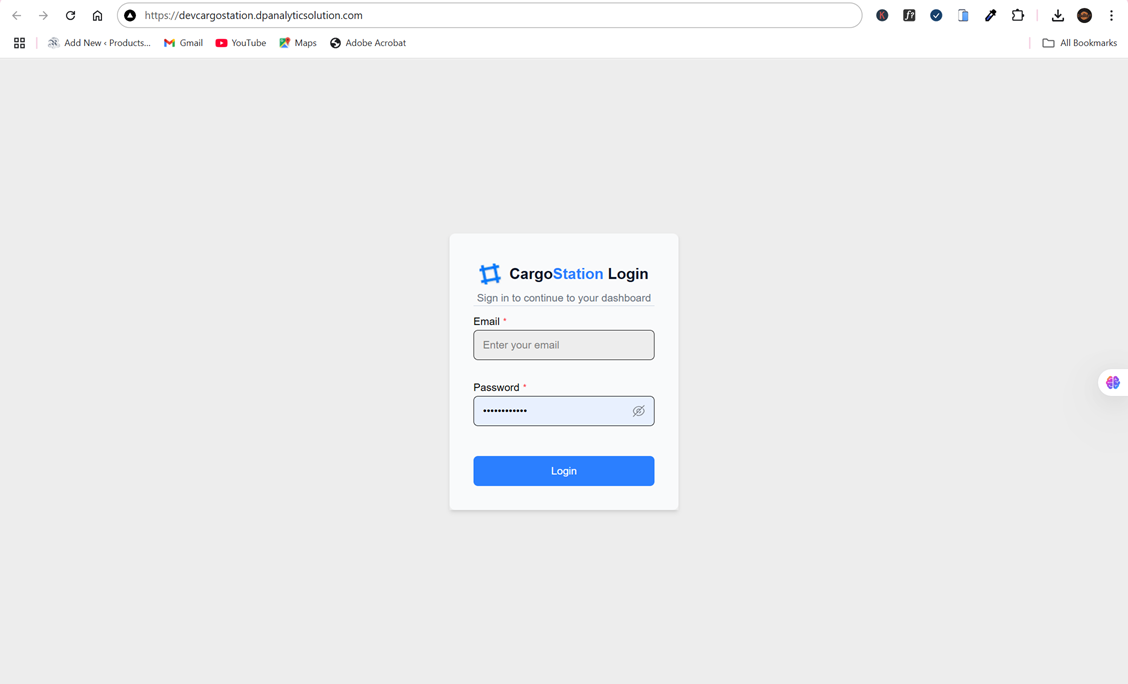 https://devcargostation.dpanalyticsolution.com
Add New ‹ Products...
Gmail
YouTube
Maps
Adobe Acrobat
All Bookmarks
CargoStation Login
Sign in to continue to your dashboard
Email *
Enter your email
Password *
••••••••••••
Login